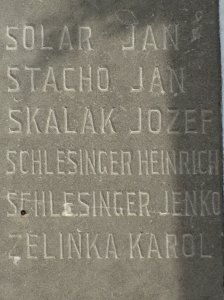 SOLAR JAN
STACHO JAN
SKALAK JOZEF
SCHLESINGER HEINRICH
SCHLESINGER JENKO
ZELINKA KAROL